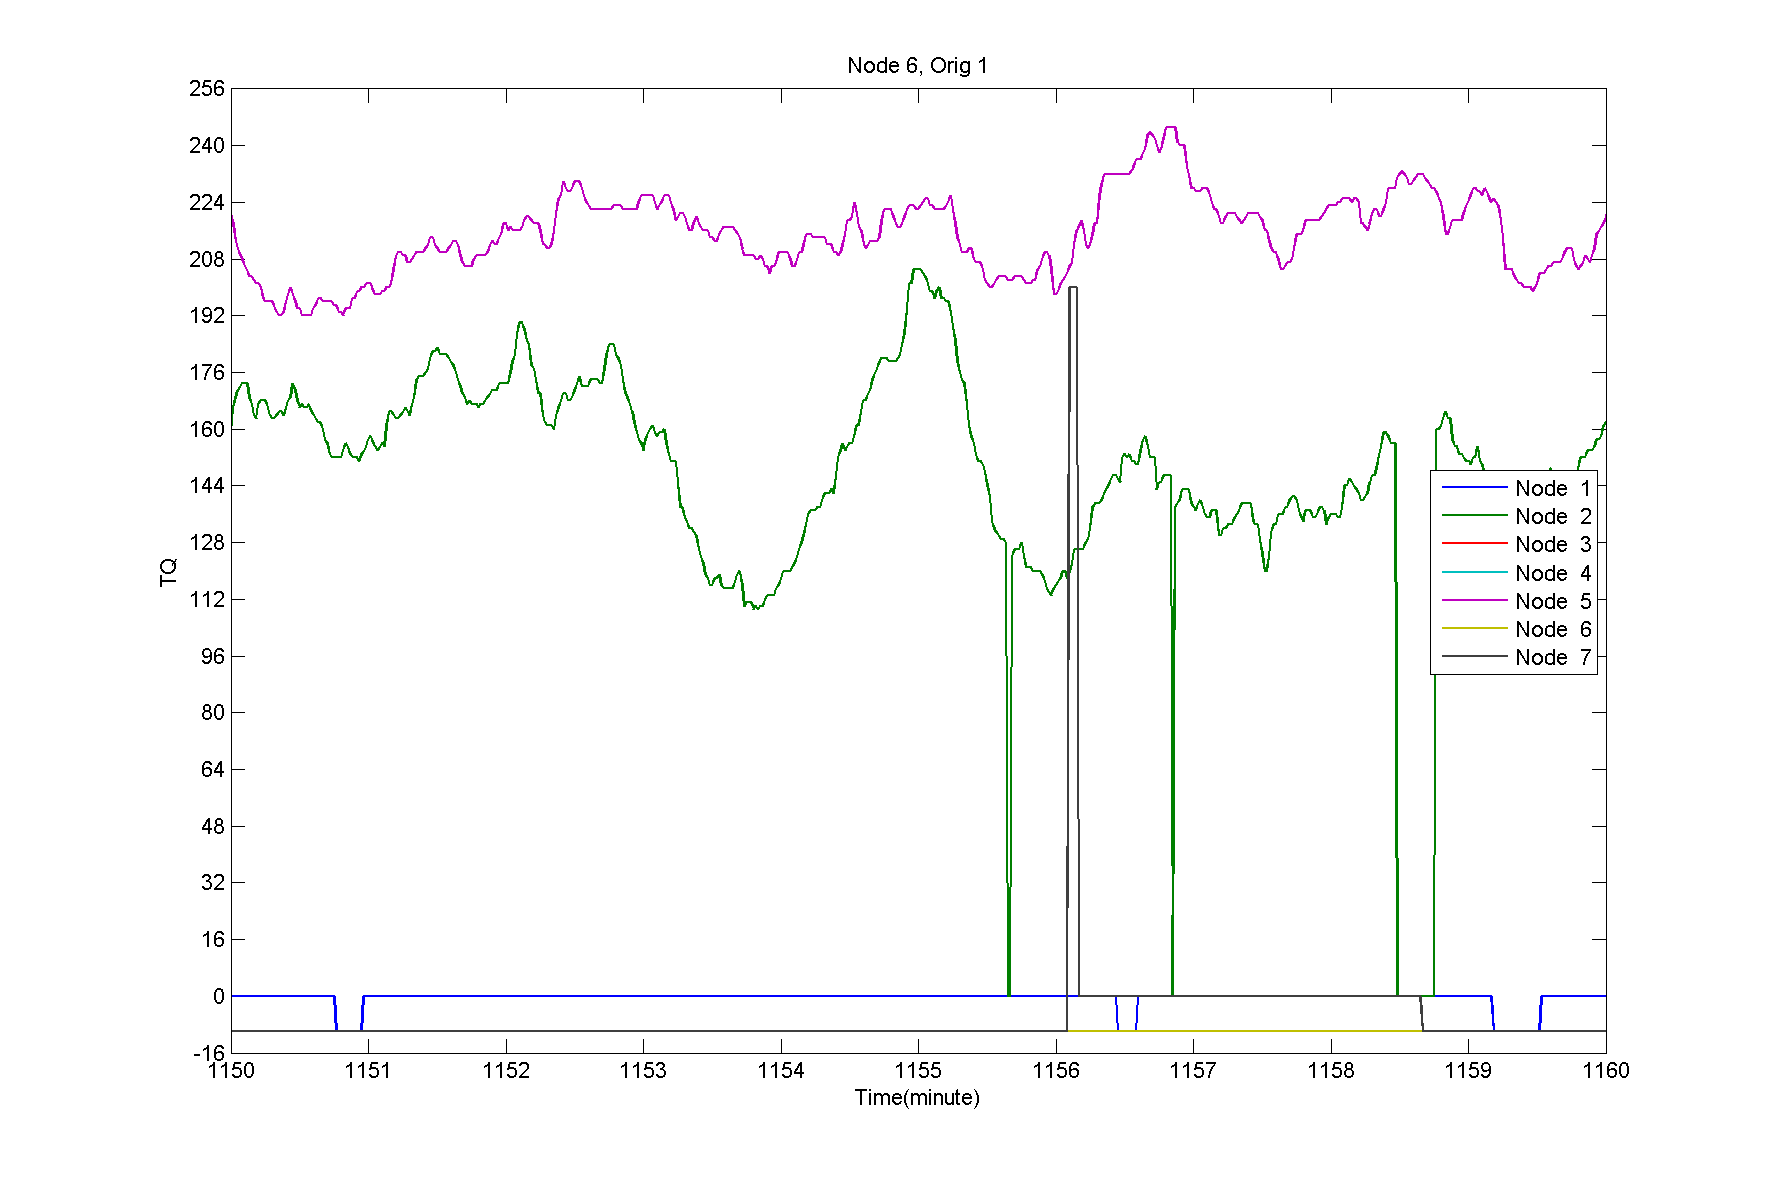 Node 6, Orig 1
256
240
224
208
192
176
160
144
128
112
96
80
64
48
32
16
0
-16
TQ
Node 1
Node 2
Node 3
Node 4
Node 5
Node 6
Node 7
1150 1151 1152 1153 1154 1155 1156 1157 1158 1159 1160
Time(minute)